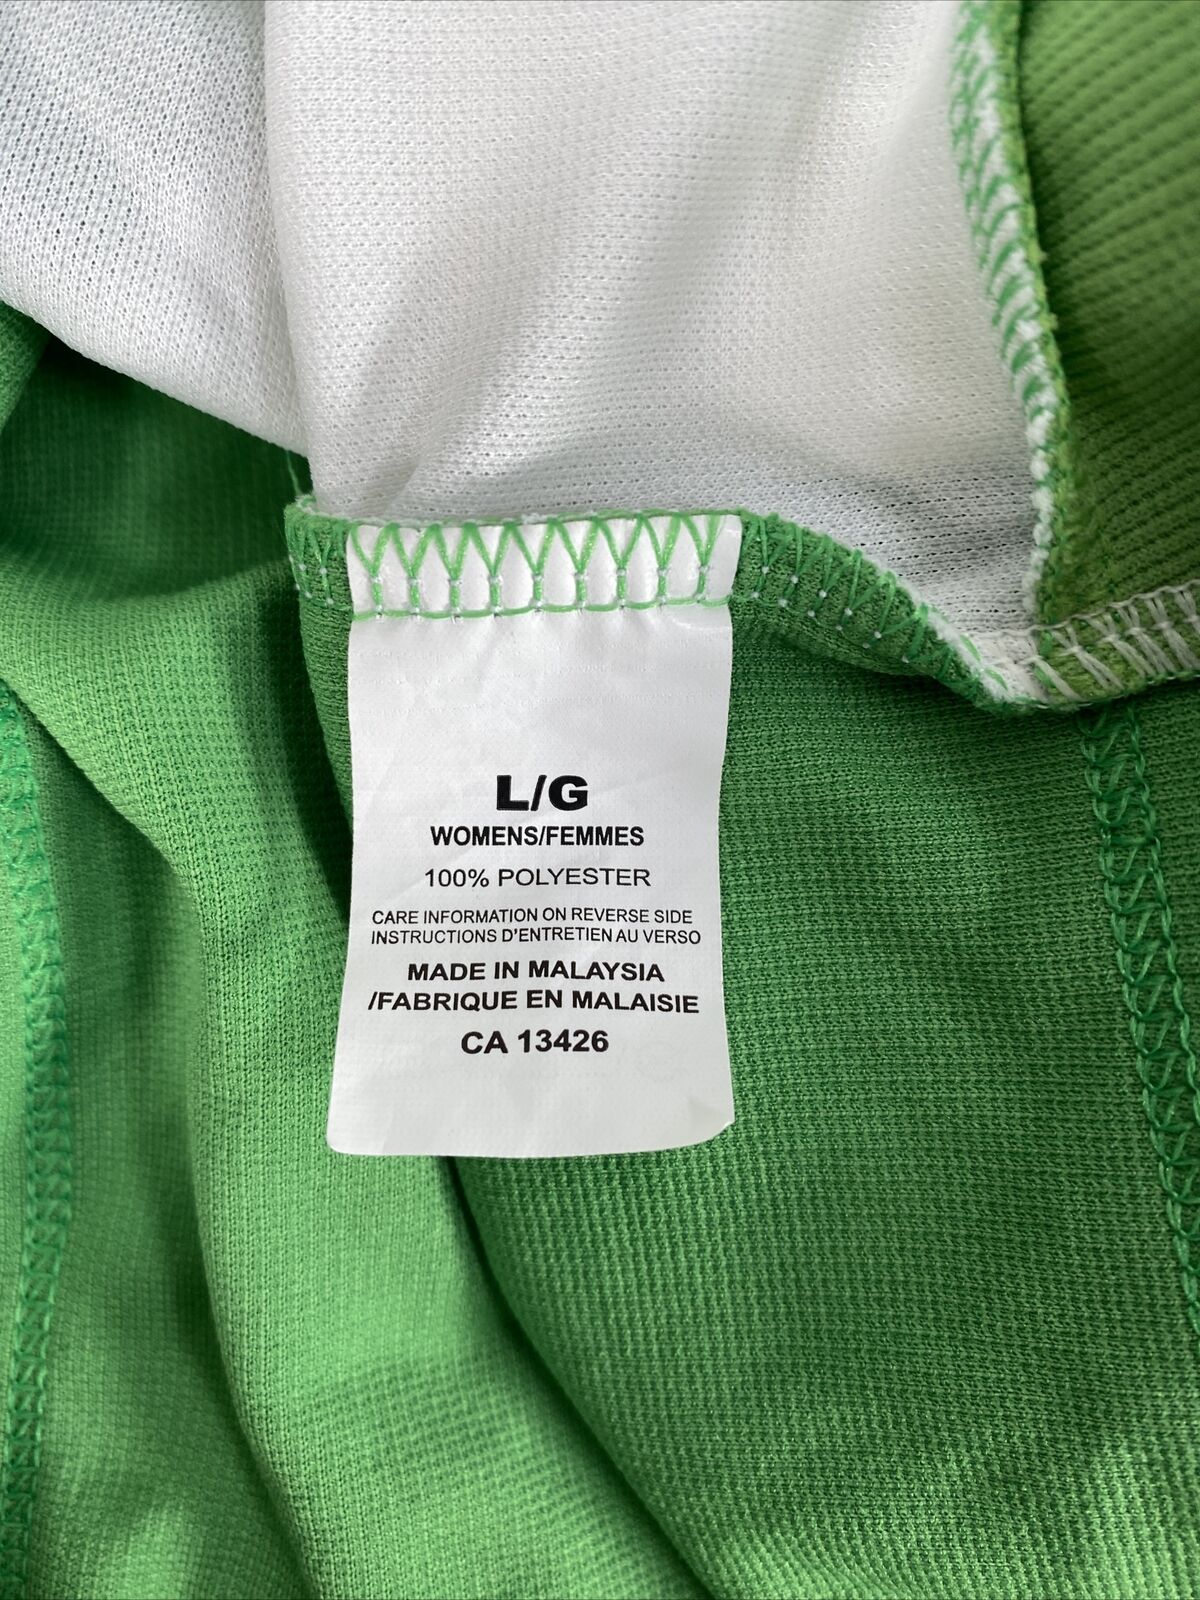 L/G
WOMENS/FEMMES
100% POLYESTER
CARE INFORMATION ON REVERSE SIDE
INSTRUCTIONS D'ENTRETIEN AU VERSO
MADE IN MALAYSIA
/FABRIQUE EN MALAISIE
CA 13426